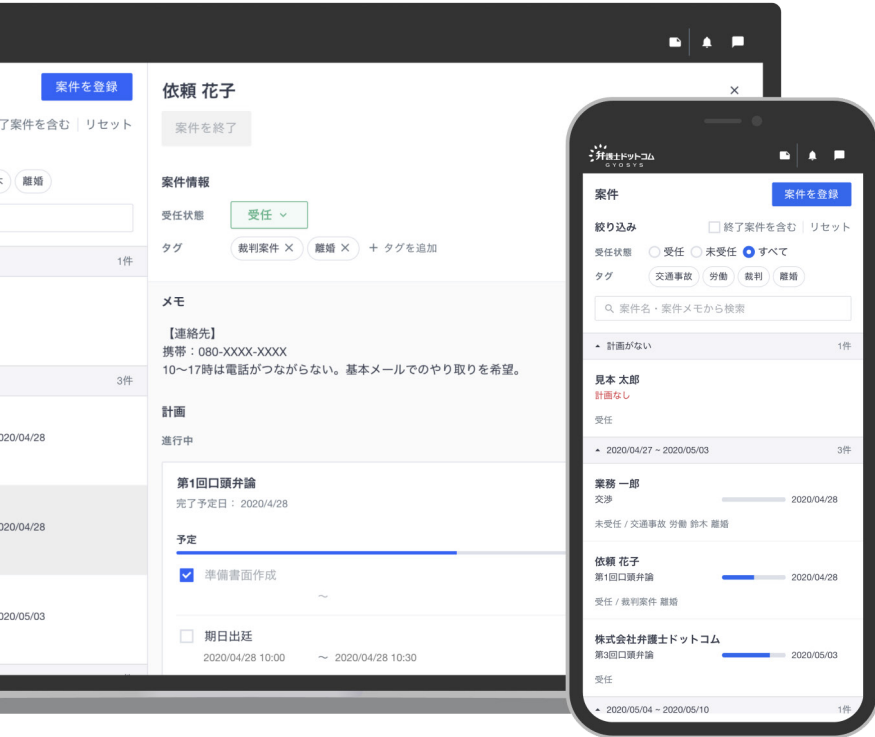 案件を登録
了案件を含む リセット
離婚
1件
3件
020/04/28
020/04/28
020/05/03
依頼 花子
×
案件を終了
案件情報
受任状態 受任
タグ 裁判案件 × 離婚 × + タグを追加
メモ
【連絡先】
携帯：080-XXXX-XXXX
10〜17時は電話がつながらない。基本メールでのやり取りを希望。
計画
進行中
第1回口頭弁論
完了予定日： 2020/4/28
予定
準備書面作成
〜
期日出廷
2020/04/28 10:00 〜 2020/04/28 10:30
弁護士ドットコム
GYOSYS
案件 案件を登録
絞り込み 終了案件を含む リセット
受任状態 受任 未受任 すべて
タグ 交通事故 労働 裁判 離婚
案件名・案件メモから検索
計画がない 1件
見本 太郎
計画なし
受任
2020/04/27 ~ 2020/05/03 3件
業務 一郎
交渉 2020/04/28
未受任 / 交通事故 労働 鈴木 離婚
依頼 花子
第1回口頭弁論 2020/04/28
受任 / 裁判案件 離婚
株式会社弁護士ドットコム
第3回口頭弁論 2020/05/03
受任
2020/05/04 ~ 2020/05/10 1件